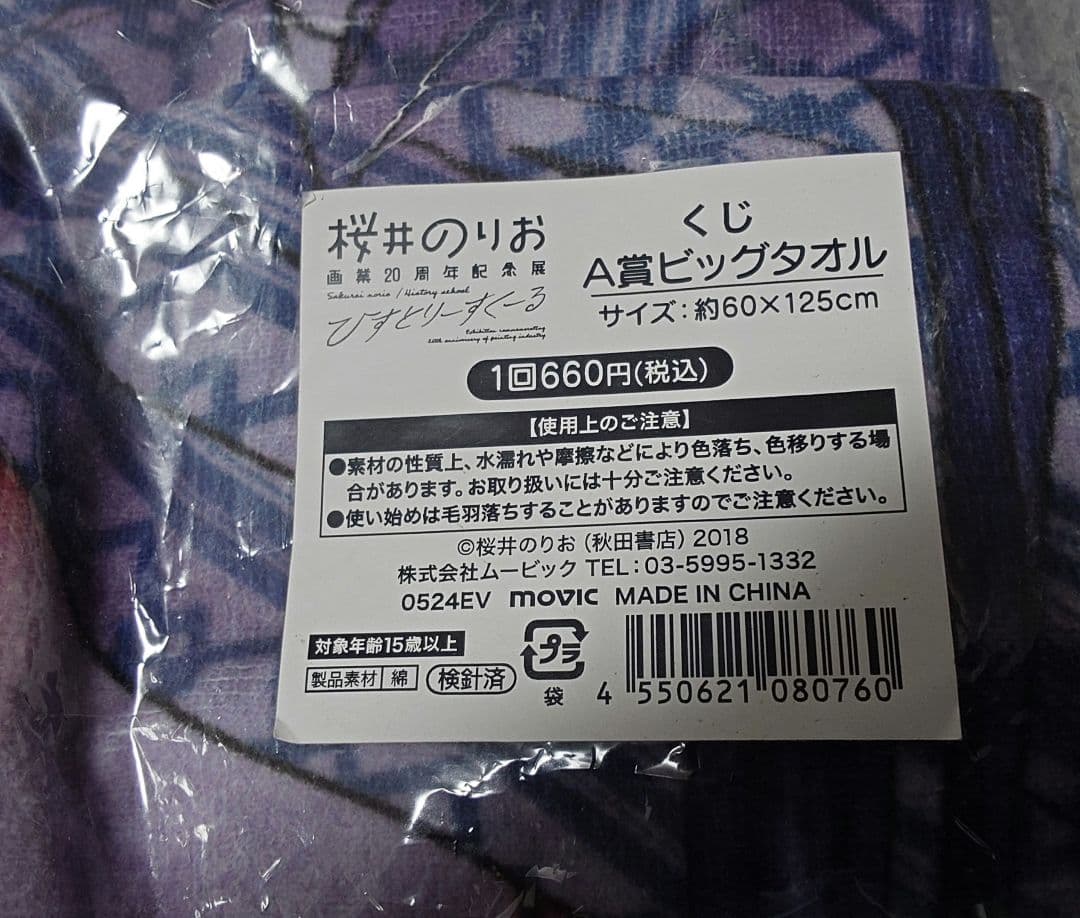 桜井のりお
画業20周年記念展
Sakurai norio / History school
ひすとりーすくーる
Exhibition commemorating
20th anniversary of painting industry
くじ
A賞ビッグタオル
サイズ:約60×125cm
1回660円(税込)
【使用上のご注意】
●素材の性質上、水濡れや摩擦などにより色落ち、色移りする場
合があります。お取り扱いには十分ご注意ください。
●使い始めは毛羽落ちすることがありますのでご注意ください。
©桜井のりお(秋田書店)2018
株式会社ムービック TEL:03-5995-1332
0524EV movic MADE IN CHINA
対象年齢15歳以上
製品素材 綿 検針済
プラ
袋
4 550621 080760